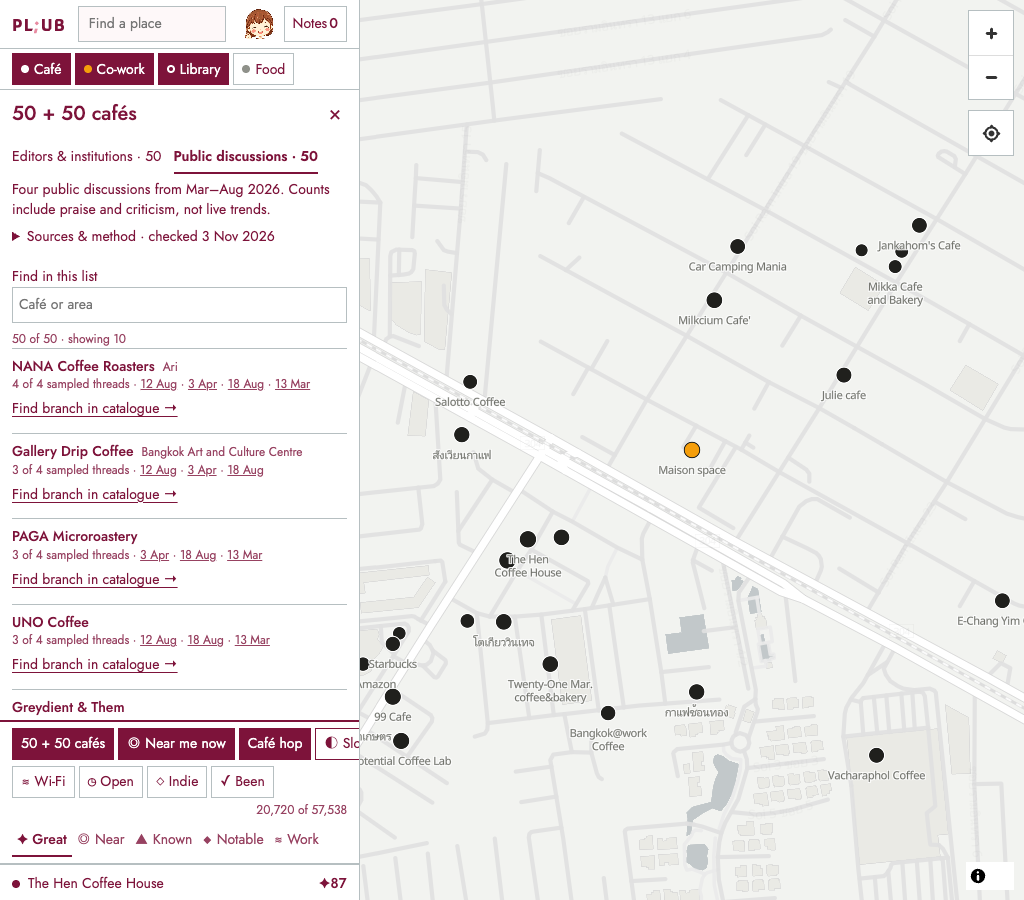 PL;UB
Find a place
Notes 0
Café
Co-work
Library
Food
50 + 50 cafés
×
Editors & institutions · 50
Public discussions · 50
Four public discussions from Mar–Aug 2026. Counts
include praise and criticism, not live trends.
▶ Sources & method · checked 3 Nov 2026
Find in this list
Café or area
50 of 50 · showing 10
NANA Coffee Roasters Ari
4 of 4 sampled threads · 12 Aug · 3 Apr · 18 Aug · 13 Mar
Find branch in catalogue →
Gallery Drip Coffee Bangkok Art and Culture Centre
3 of 4 sampled threads · 12 Aug · 3 Apr · 18 Aug
Find branch in catalogue →
PAGA Microroastery
3 of 4 sampled threads · 3 Apr · 18 Aug · 13 Mar
Find branch in catalogue →
UNO Coffee
3 of 4 sampled threads · 12 Aug · 18 Aug · 13 Mar
Find branch in catalogue →
Greydient & Them
50 + 50 cafés
Near me now
Café hop
Wi-Fi
Open
Indie
Been
20,720 of 57,538
Great
Near
Known
Notable
Work
The Hen Coffee House
✦87
+
−
Jankahom's Cafe
Car Camping Mania
Mikka Cafe
and Bakery
Milkcium Cafe'
Julie cafe
Salotto Coffee
สังเวียนกาแฟ
Maison space
The Hen
Coffee House
E-Chang Yim
โตเกียววินเทจ
Starbucks
Amazon
Twenty-One Mar.
coffee&bakery
99 Cafe
กาแฟซ้อนทอง
Bangkok@work
Coffee
Coffee Lab
Vacharaphol Coffee